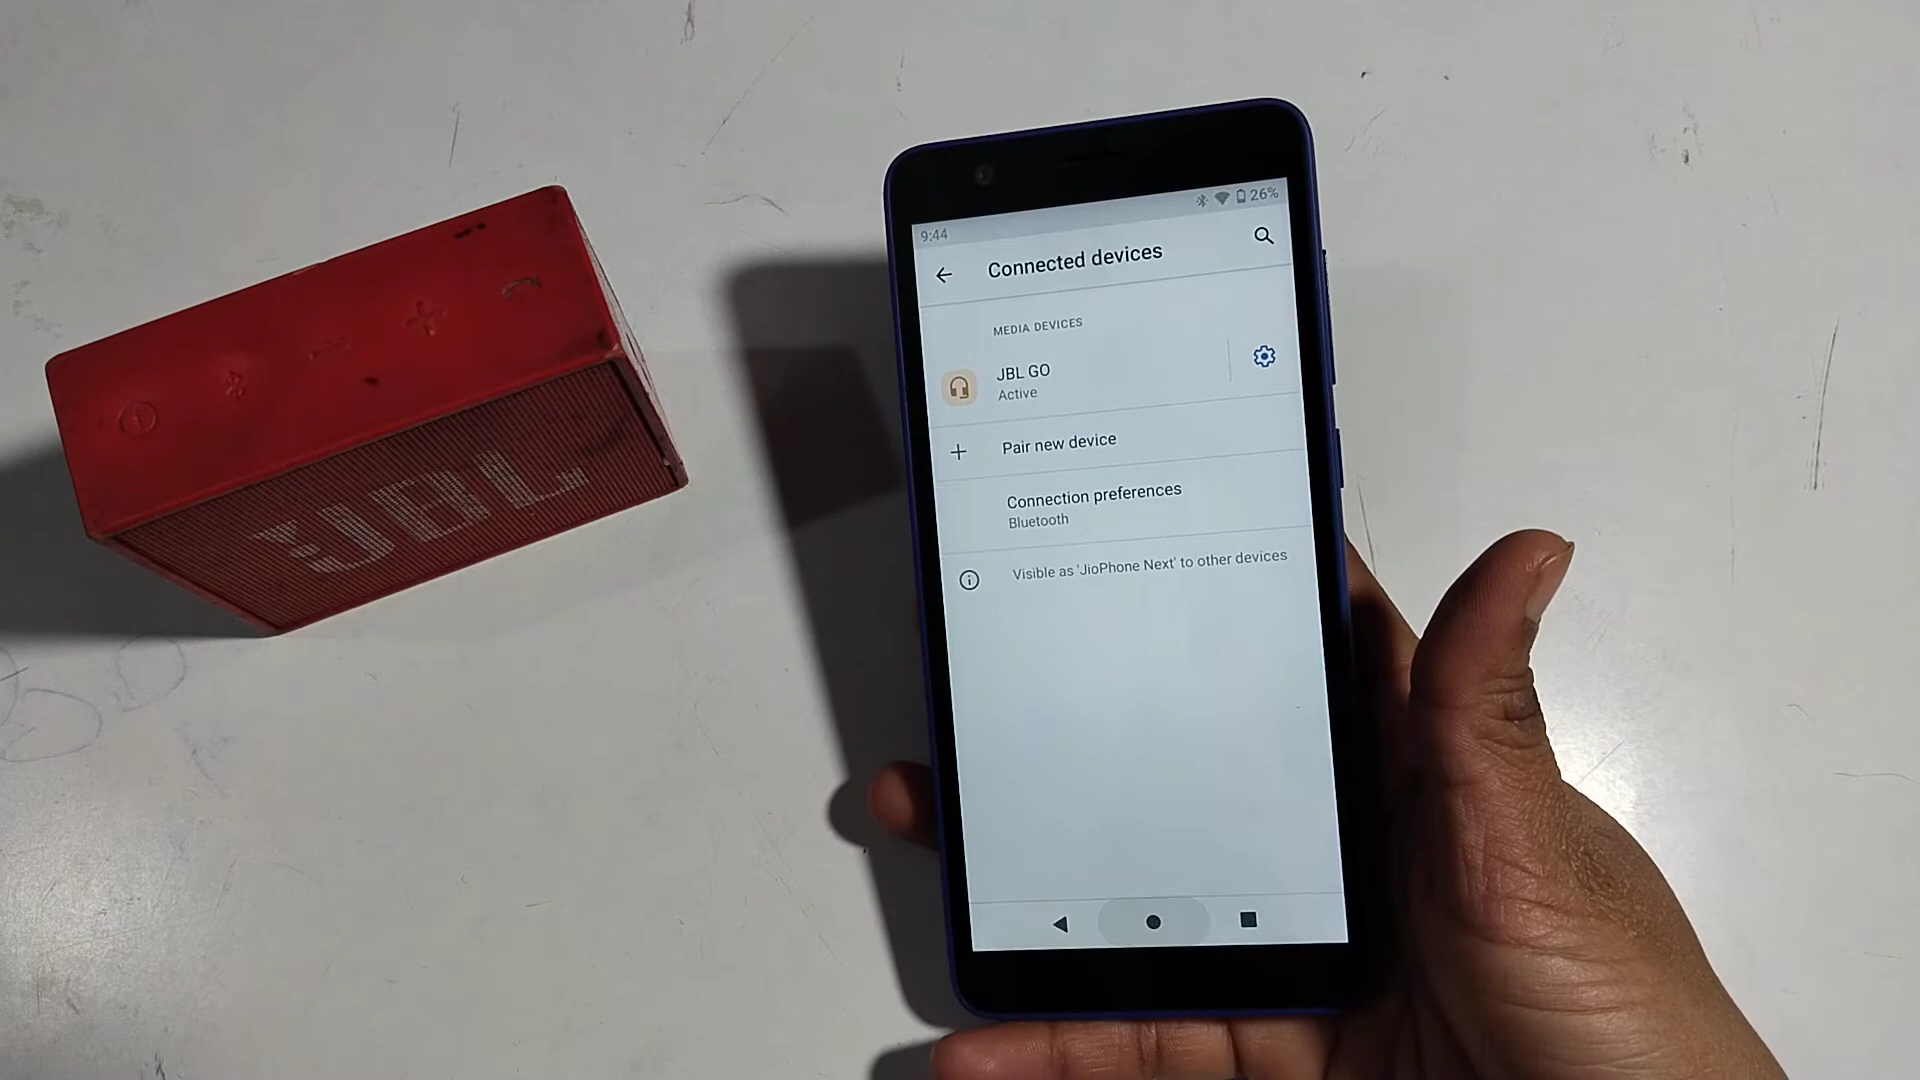 JBL
9:44
26%
Connected devices
MEDIA DEVICES
JBL GO
Active
Pair new device
Connection preferences
Bluetooth
Visible as 'JioPhone Next' to other devices